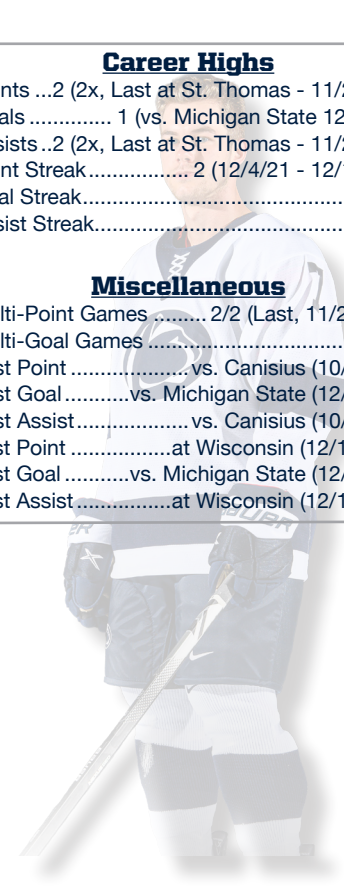 Career Highs
nts ...2 (2x, Last at St. Thomas - 11/2
als .............. 1 (vs. Michigan State 12
sists ..2 (2x, Last at St. Thomas - 11/2
nt Streak................. 2 (12/4/21 - 12/1
al Streak............................................
sist Streak..........................................
Miscellaneous
lti-Point Games ........ 2/2 (Last, 11/2
lti-Goal Games ..................................
st Point .................... vs. Canisius (10/
st Goal ...........vs. Michigan State (12/
st Assist................... vs. Canisius (10/
st Point .................at Wisconsin (12/1
st Goal ...........vs. Michigan State (12/
st Assist.................at Wisconsin (12/1
BAUER